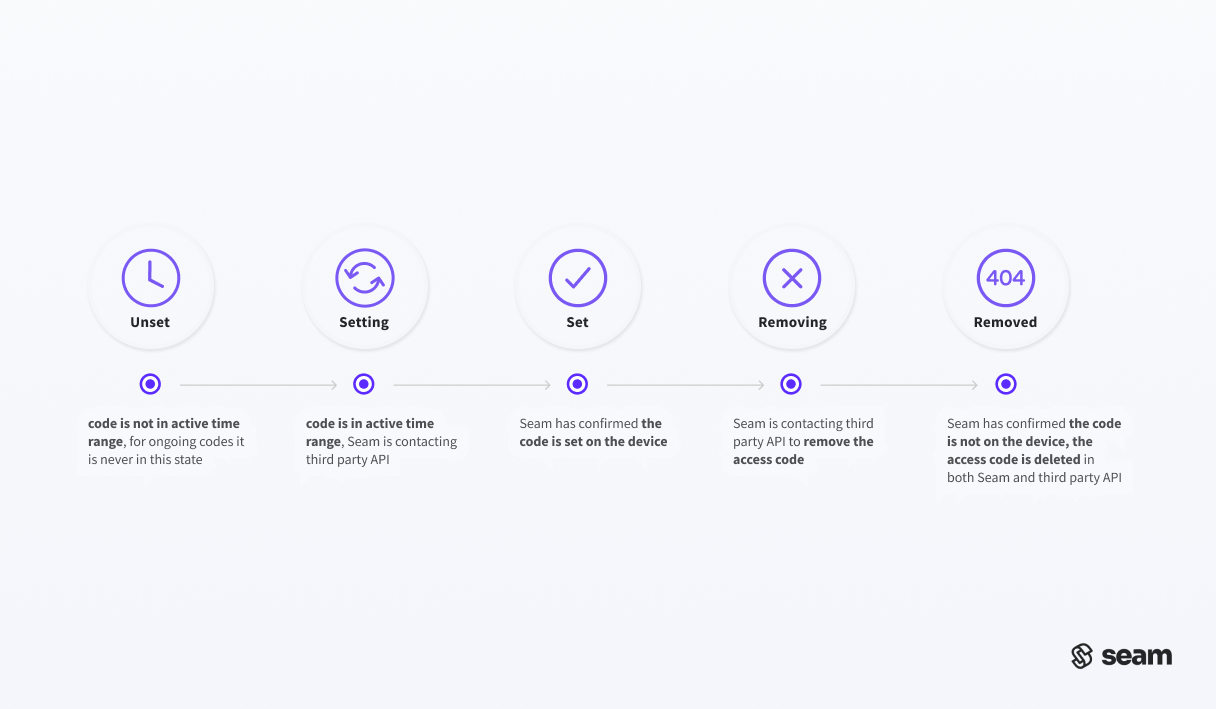 Unset
Setting
Set
Removing
404
Removed
code is not in active time
range, for ongoing codes it
is never in this state
code is in active time
range, Seam is contacting
third party API
Seam has confirmed the
code is set on the device
Seam is contacting third
party API to remove the
access code
Seam has confirmed the code
is not on the device, the
access code is deleted in
both Seam and third party API
seam